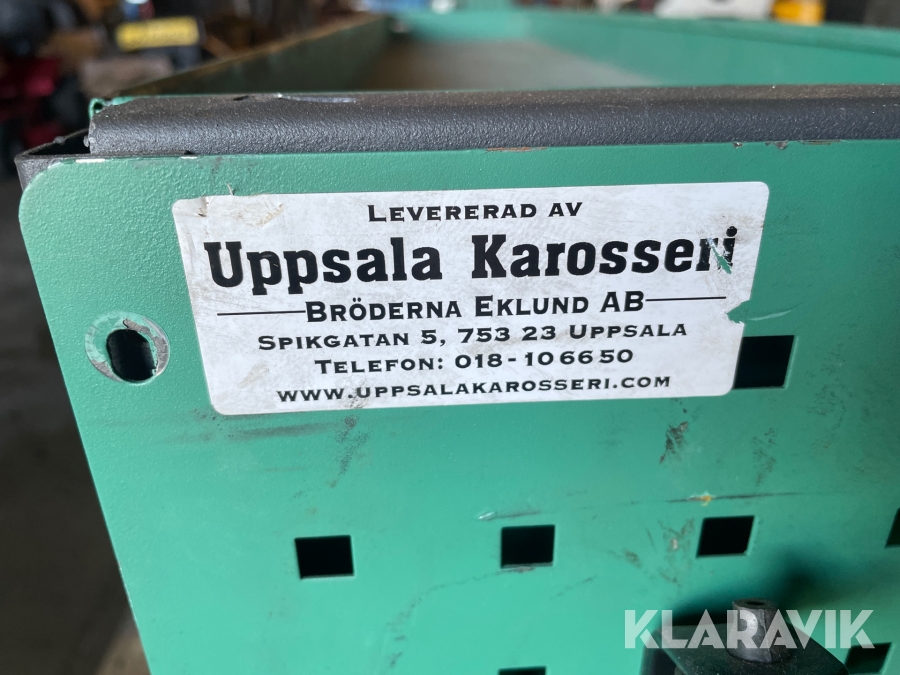 LEVERERAD AV
Uppsala Karosseri
BRÖDERNA EKLUND AB
SPIKGATAN 5, 753 23 UPPSALA
TELEFON: 018-106650
WWW.UPPSALAKAROSSERI.COM
KLARAVIK